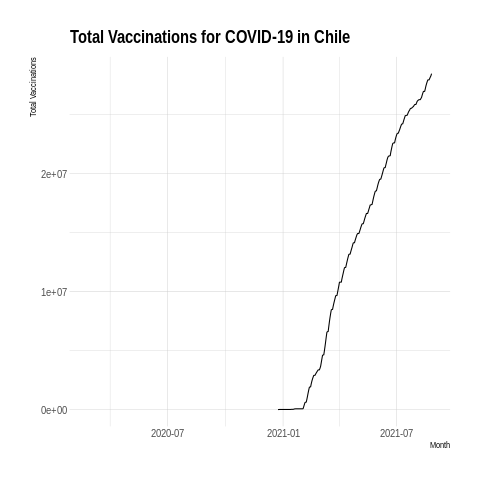 Total Vaccinations for COVID-19 in Chile
Total Vaccinations
2e+07
1e+07
0e+00
2020-07
2021-01
2021-07
Month